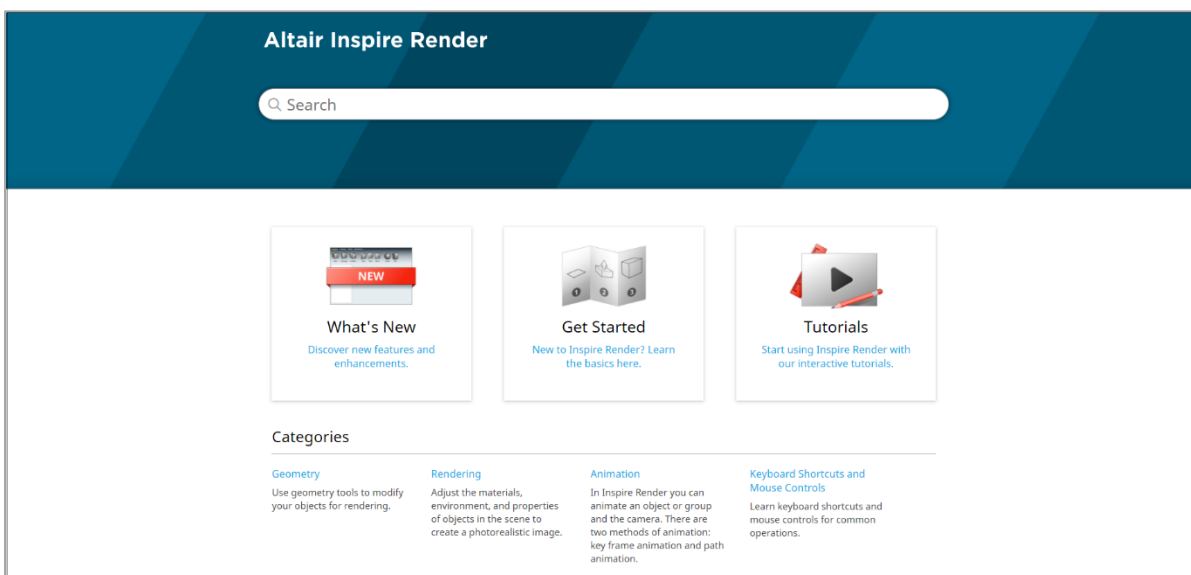 Altair Inspire Render
Search
NEW
What's New
Discover new features and
enhancements.
1 2 3
Get Started
New to Inspire Render? Learn
the basics here.
Tutorials
Start using Inspire Render with
our interactive tutorials.
Categories
Geometry
Use geometry tools to modify
your objects for rendering.
Rendering
Adjust the materials,
environment, and properties
of objects in the scene to
create a photorealistic image.
Animation
In Inspire Render you can
animate an object or group
and the camera. There are
two methods of animation:
key frame animation and path
animation.
Keyboard Shortcuts and
Mouse Controls
Learn keyboard shortcuts and
mouse controls for common
operations.